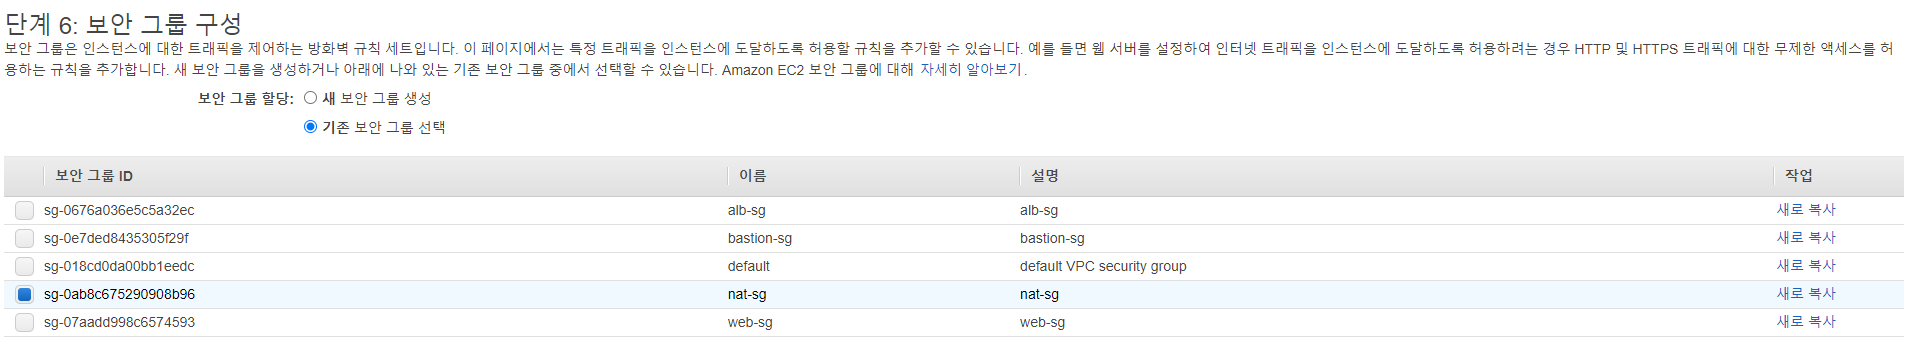 단계 6: 보안 그룹 구성
보안 그룹은 인스턴스에 대한 트래픽을 제어하는 방화벽 규칙 세트입니다. 이 페이지에서는 특정 트래픽을 인스턴스에 도달하도록 허용할 규칙을 추가할 수 있습니다. 예를 들면 웹 서버를 설정하여 인터넷 트래픽을 인스턴스에 도달하도록 허용하려는 경우 HTTP 및 HTTPS 트래픽에 대한 무제한 액세스를 허
용하는 규칙을 추가합니다. 새 보안 그룹을 생성하거나 아래에 나와 있는 기존 보안 그룹 중에서 선택할 수 있습니다. Amazon EC2 보안 그룹에 대해 자세히 알아보기.
보안 그룹 할당: 새 보안 그룹 생성
기존 보안 그룹 선택
보안 그룹 ID 이름 설명 작업
sg-0676a036e5c5a32ec alb-sg alb-sg 새로 복사
sg-0e7ded8435305f29f bastion-sg bastion-sg 새로 복사
sg-018cd0da00bb1eedc default default VPC security group 새로 복사
sg-0ab8c675290908b96 nat-sg nat-sg 새로 복사
sg-07aadd998c6574593 web-sg web-sg 새로 복사